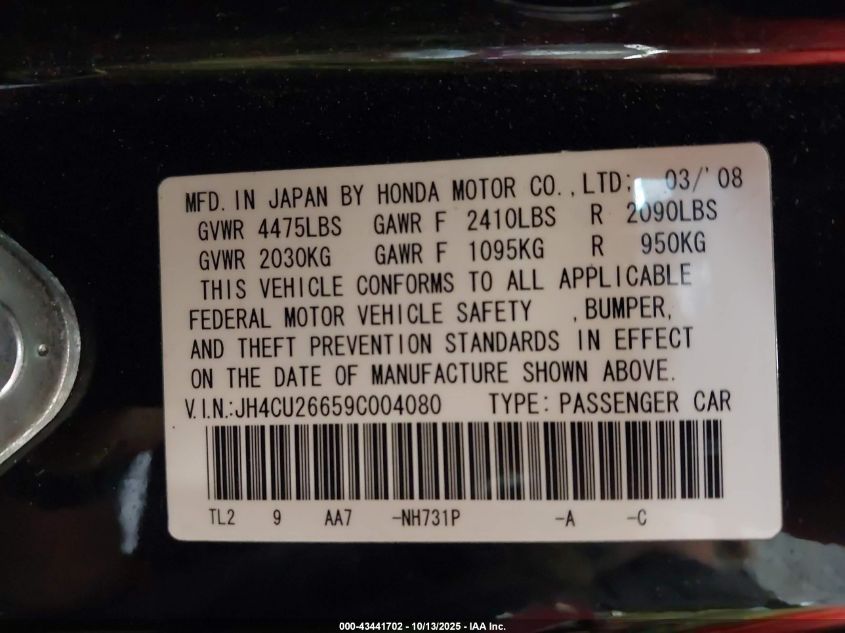 MFD. IN JAPAN BY HONDA MOTOR CO., LTD; 03/'08
GVWR 4475LBS GAWR F 2410LBS R 2090LBS
GVWR 2030KG GAWR F 1095KG R 950KG
THIS VEHICLE CONFORMS TO ALL APPLICABLE
FEDERAL MOTOR VEHICLE SAFETY , BUMPER,
AND THEFT PREVENTION STANDARDS IN EFFECT
ON THE DATE OF MANUFACTURE SHOWN ABOVE.
V.I.N.:JH4CU26659C004080 TYPE: PASSENGER CAR
TL2 9 AA7 -NH731P -A -C
000-43441702 - 10/13/2025 - IAA Inc.